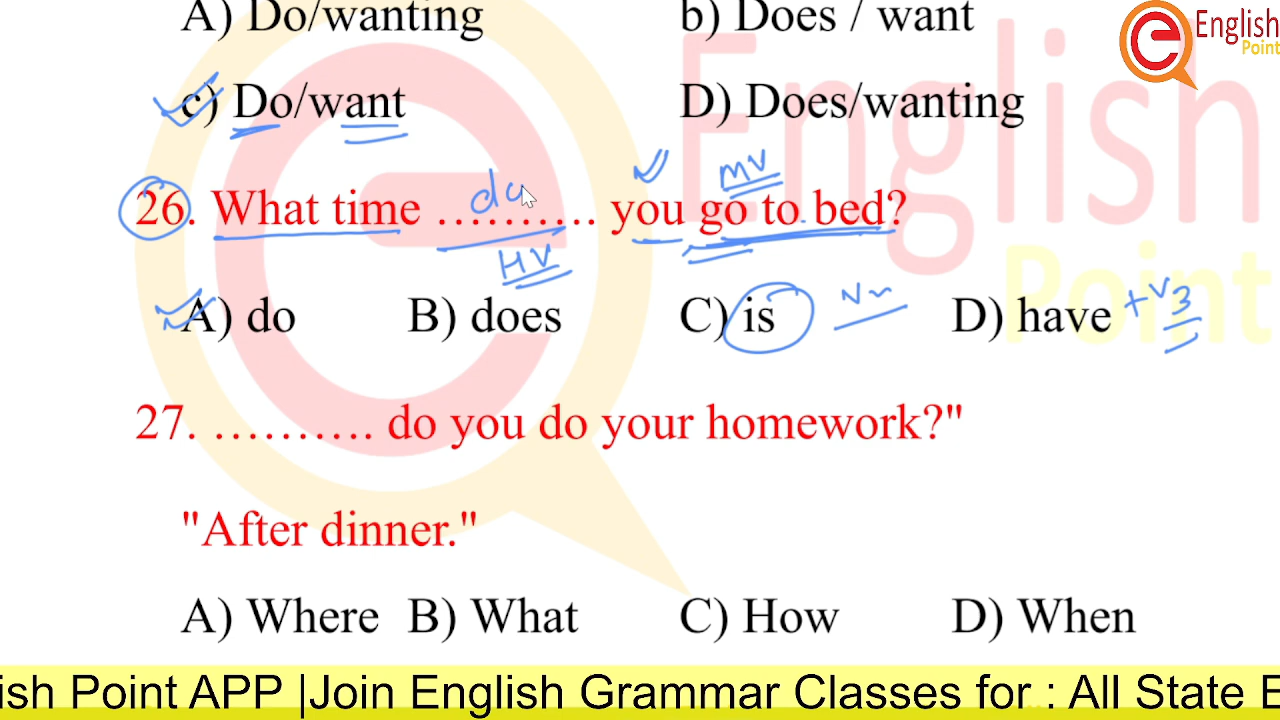 A) Do/wanting b) Does / want
English
Point
c) Do/want D) Does/wanting
MV
do
26. What time .......... you go to bed?
HV
A) do B) does C) is D) have +V3
27. .......... do you do your homework?"
"After dinner."
A) Where B) What C) How D) When
English
Point
ish Point APP |Join English Grammar Classes for : All State E